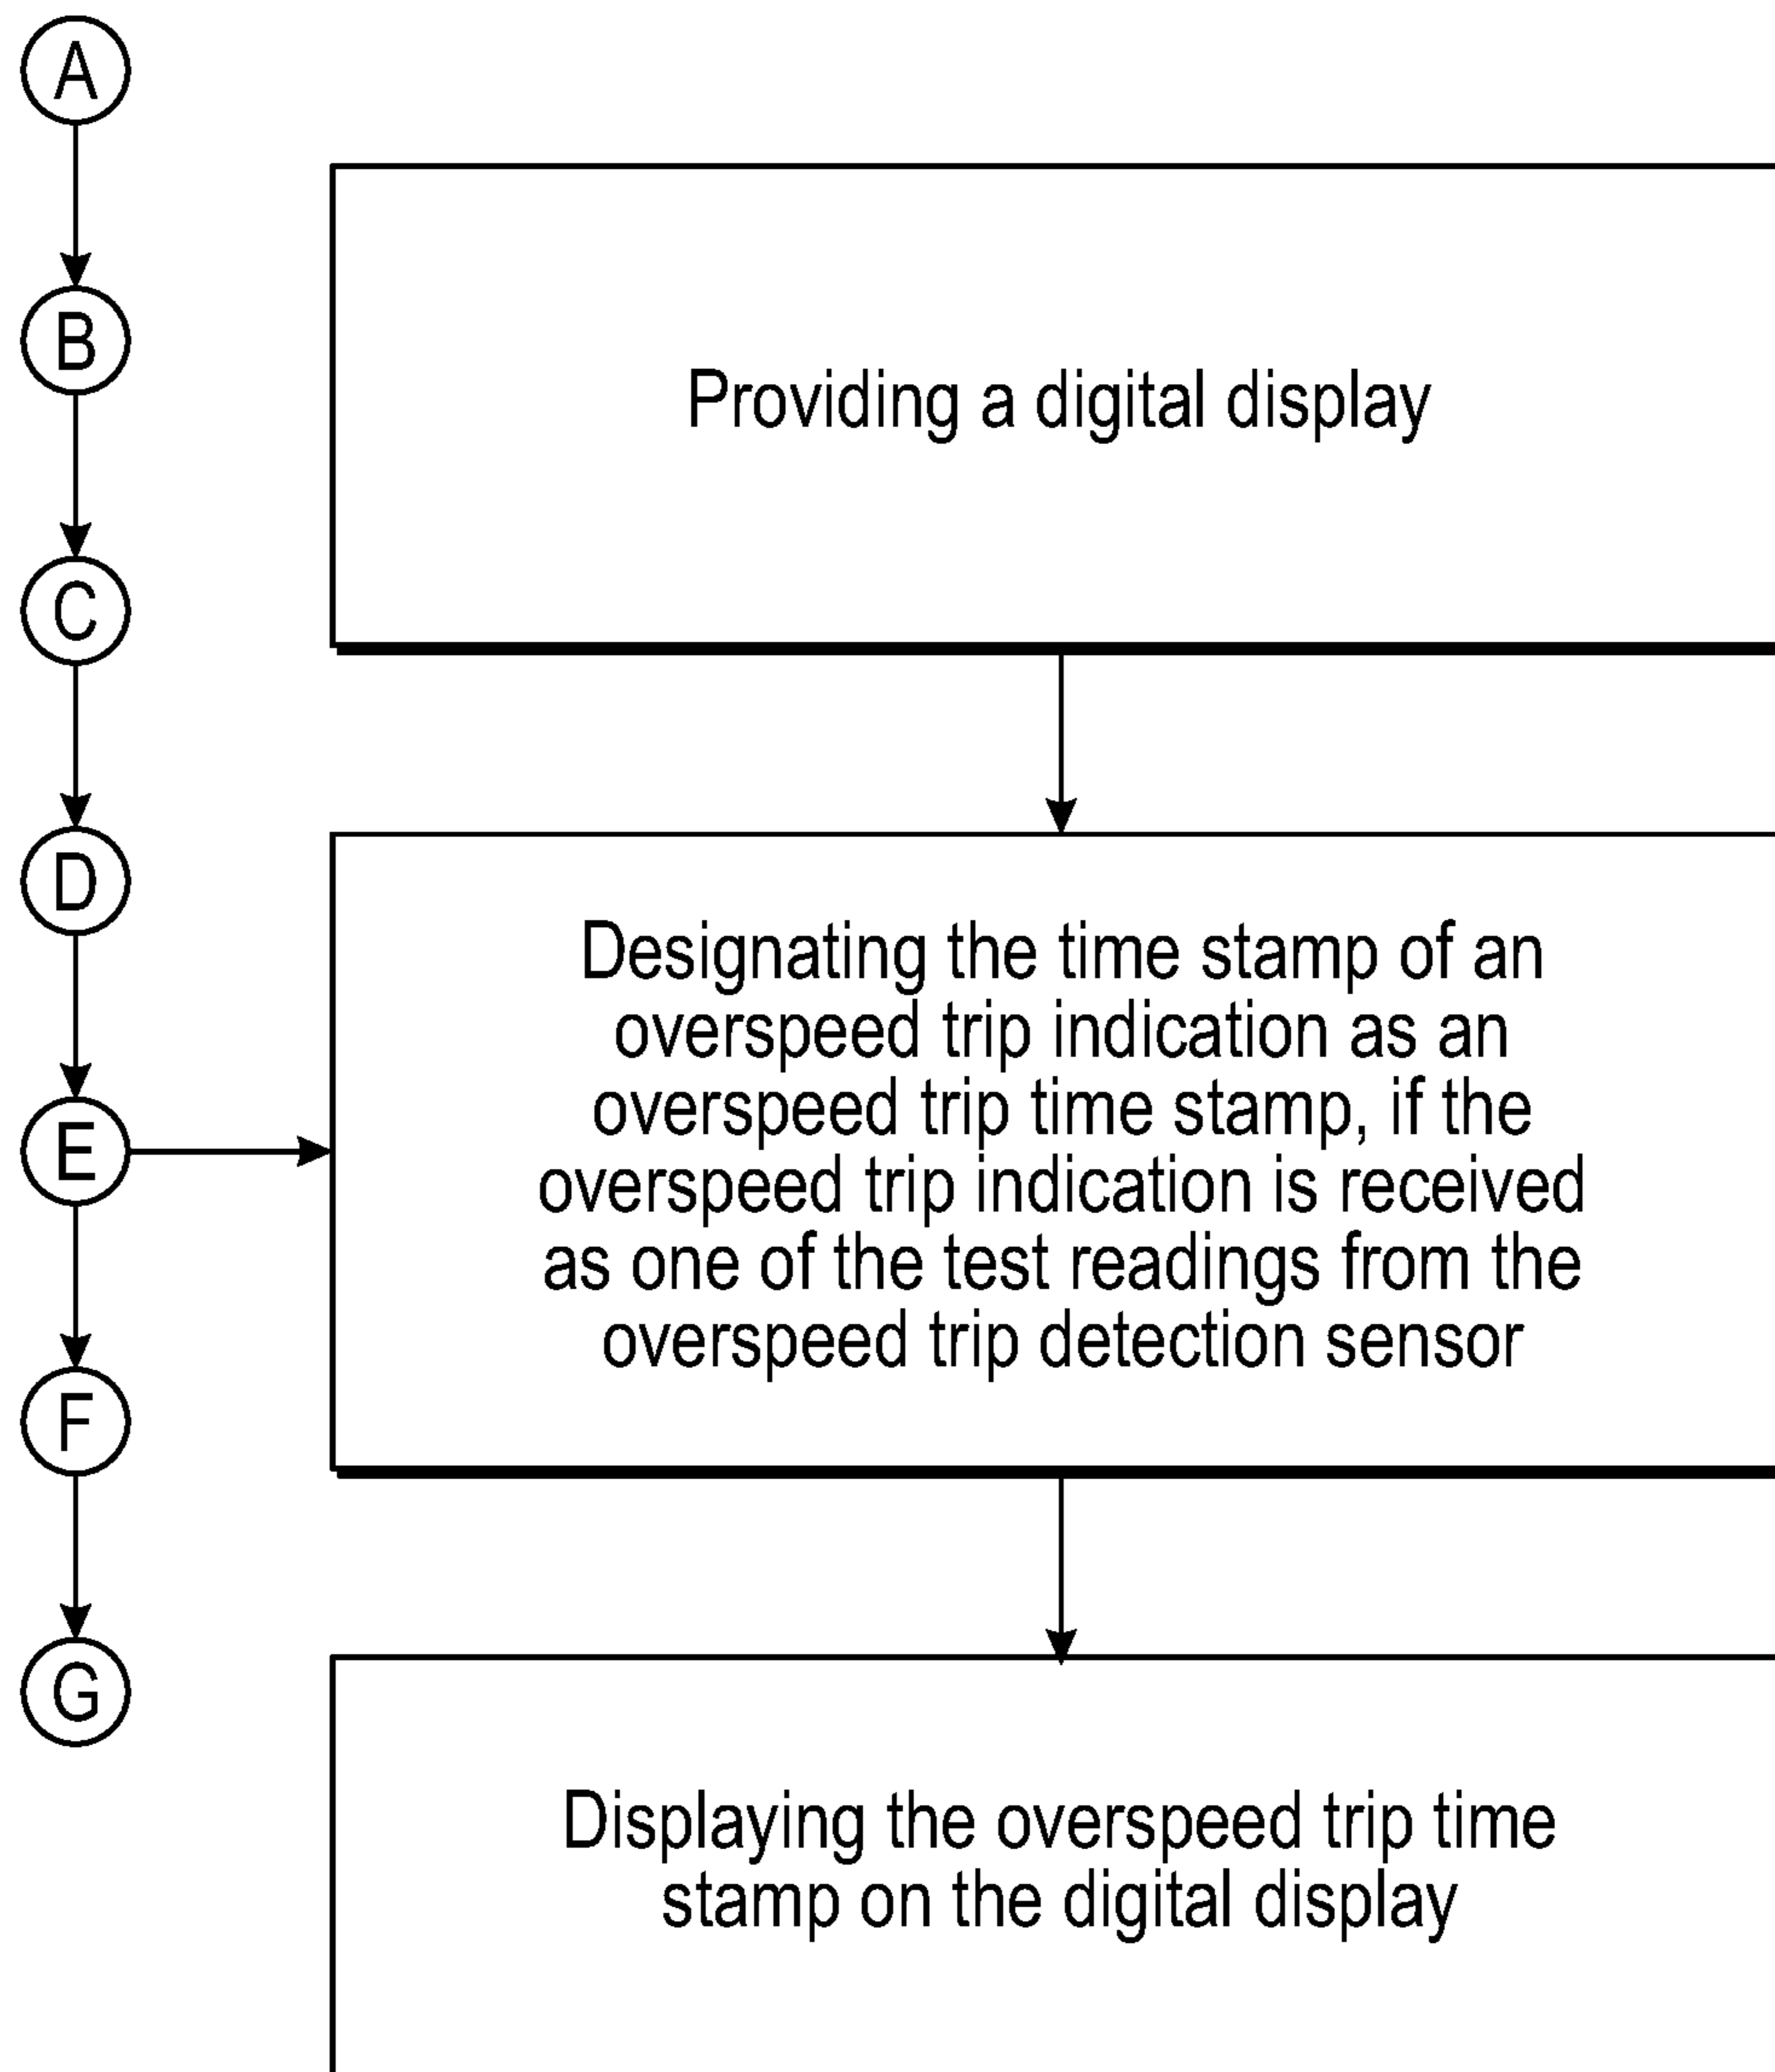 A
B
C
D
E
F
G
Providing a digital display
Designating the time stamp of an
overspeed trip indication as an
overspeed trip time stamp, if the
overspeed trip indication is received
as one of the test readings from the
overspeed trip detection sensor
Displaying the overspeed trip time
stamp on the digital display